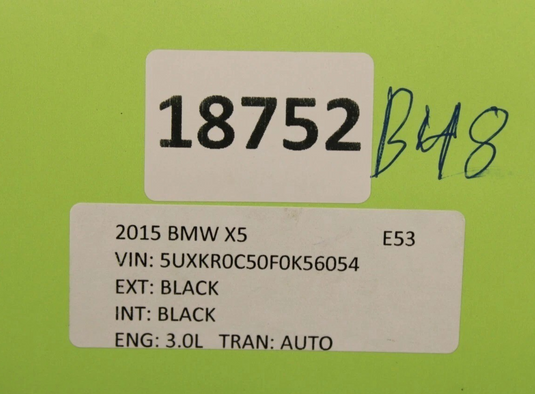 18752 B48
2015 BMW X5 E53
VIN: 5UXKR0C50F0K56054
EXT: BLACK
INT: BLACK
ENG: 3.0L TRAN: AUTO